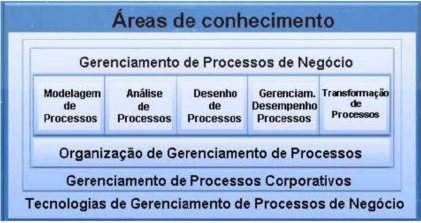 Áreas de conhecimento
Gerenciamento de Processos de Negócio
Modelagem de Processos
Análise de Processos
Desenho de Processos
Gerenciam. Desempenho Processos
Transformação de Processos
Organização de Gerenciamento de Processos
Gerenciamento de Processos Corporativos
Tecnologias de Gerenciamento de Processos de Negócio